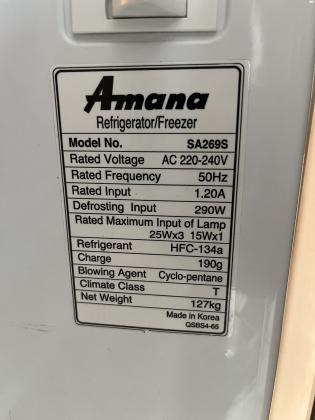 Amana
Refrigerator/Freezer
Model No. SA269S
Rated Voltage AC 220-240V
Rated Frequency 50Hz
Rated Input 1.20A
Defrosting Input 290W
Rated Maximum Input of Lamp
25Wx3 15Wx1
Refrigerant HFC-134a
Charge 190g
Blowing Agent Cyclo-pentane
Climate Class T
Net Weight 127kg
Made in Korea
QSBS4-65